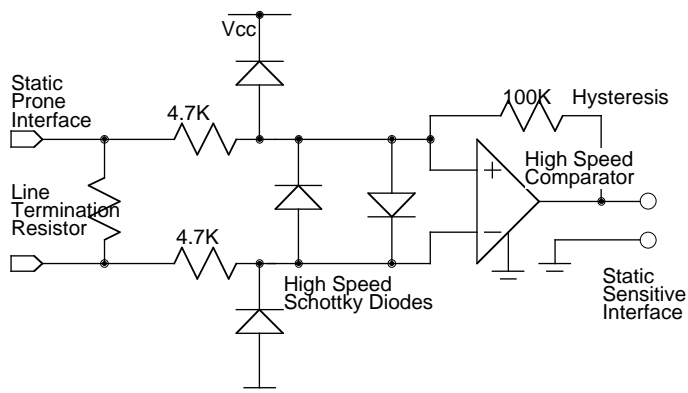 Vcc
Static
Prone
Interface
4.7K
100K
Hysteresis
High Speed
Comparator
+
Line
Termination
Resistor
4.7K
−
High Speed
Schottky Diodes
Static
Sensitive
Interface